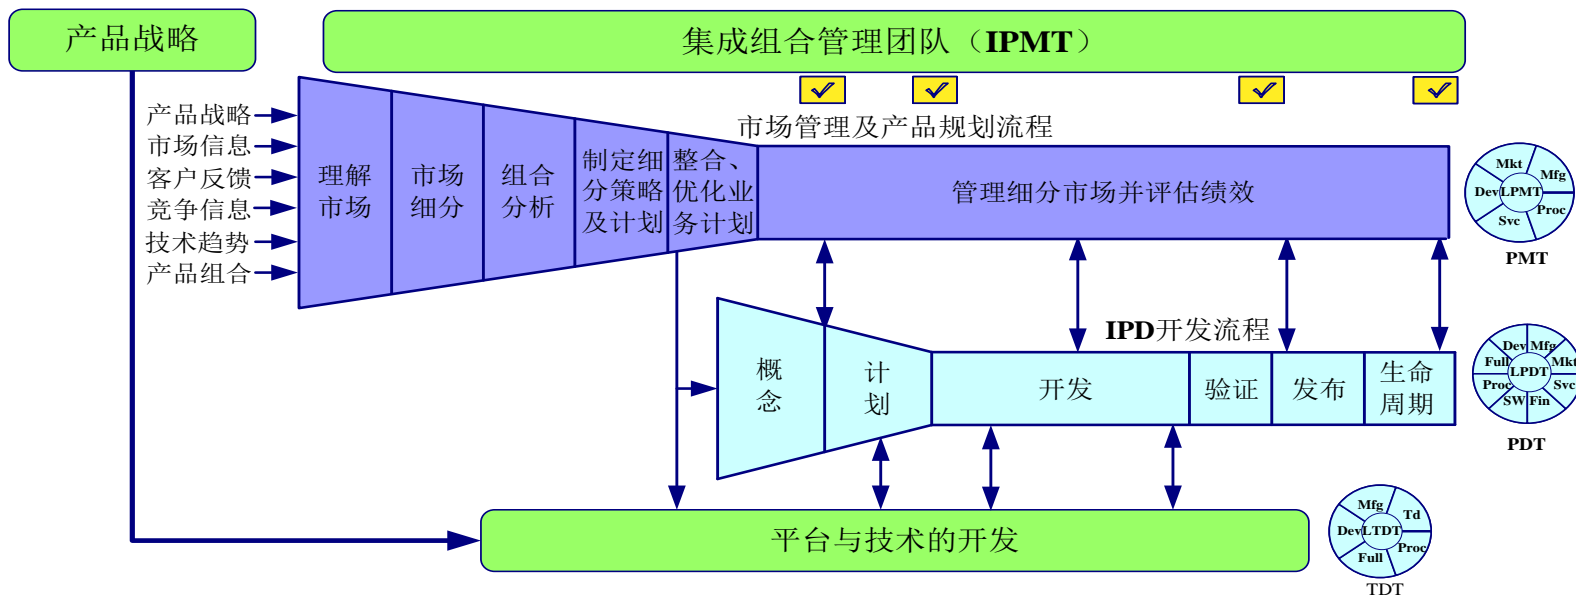 产品战略
集成组合管理团队（IPMT）
市场管理及产品规划流程
产品战略
市场信息
客户反馈
竞争信息
技术趋势
产品组合
理解
市场
市场
细分
组合
分析
制定细
分策略
及计划
整合、
优化业
务计划
管理细分市场并评估绩效
Mkt
Mfg
Dev
LPMT
Proc
Svc
PMT
IPD开发流程
概
念
计
划
开发
验证
发布
生命
周期
Dev
Mfg
Full
Mkt
LPDT
Proc
Svc
SW
Fin
PDT
平台与技术的开发
Mfg
Td
Dev
LTDT
Proc
Full
TDT